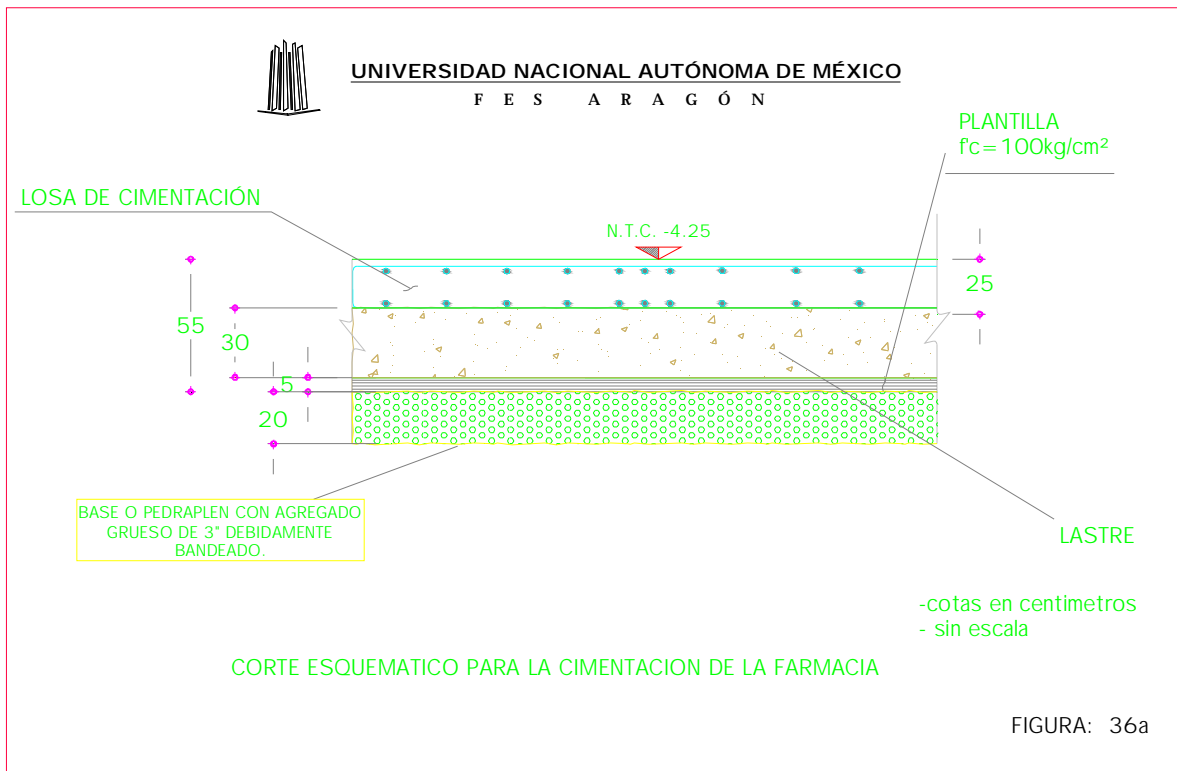 UNIVERSIDAD NACIONAL AUTÓNOMA DE MÉXICO
FES ARAGÓN
PLANTILLA
f'c=100kg/cm²
LOSA DE CIMENTACIÓN
N.T.C. -4.25
25
55
30
5
20
BASE O PEDRAPLEN CON AGREGADO
GRUESO DE 3" DEBIDAMENTE
BANDEADO.
LASTRE
-cotas en centimetros
- sin escala
CORTE ESQUEMATICO PARA LA CIMENTACION DE LA FARMACIA
FIGURA: 36a